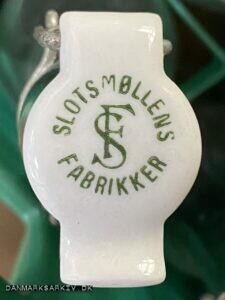 SLOTSMØLLENS
SF
FABRIKKER
DANMARKSARKIV.DK